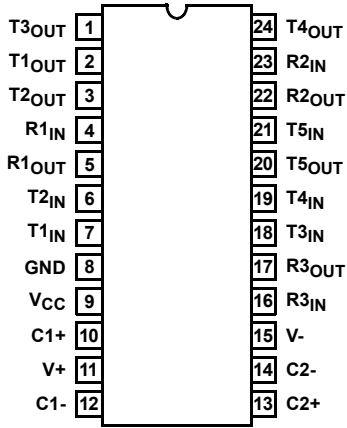 T3OUT 1 24 T4OUT
T1OUT 2 23 R2IN
T2OUT 3 22 R2OUT
R1IN 4 21 T5IN
R1OUT 5 20 T5OUT
T2IN 6 19 T4IN
T1IN 7 18 T3IN
GND 8 17 R3OUT
VCC 9 16 R3IN
C1+ 10 15 V-
V+ 11 14 C2-
C1- 12 13 C2+